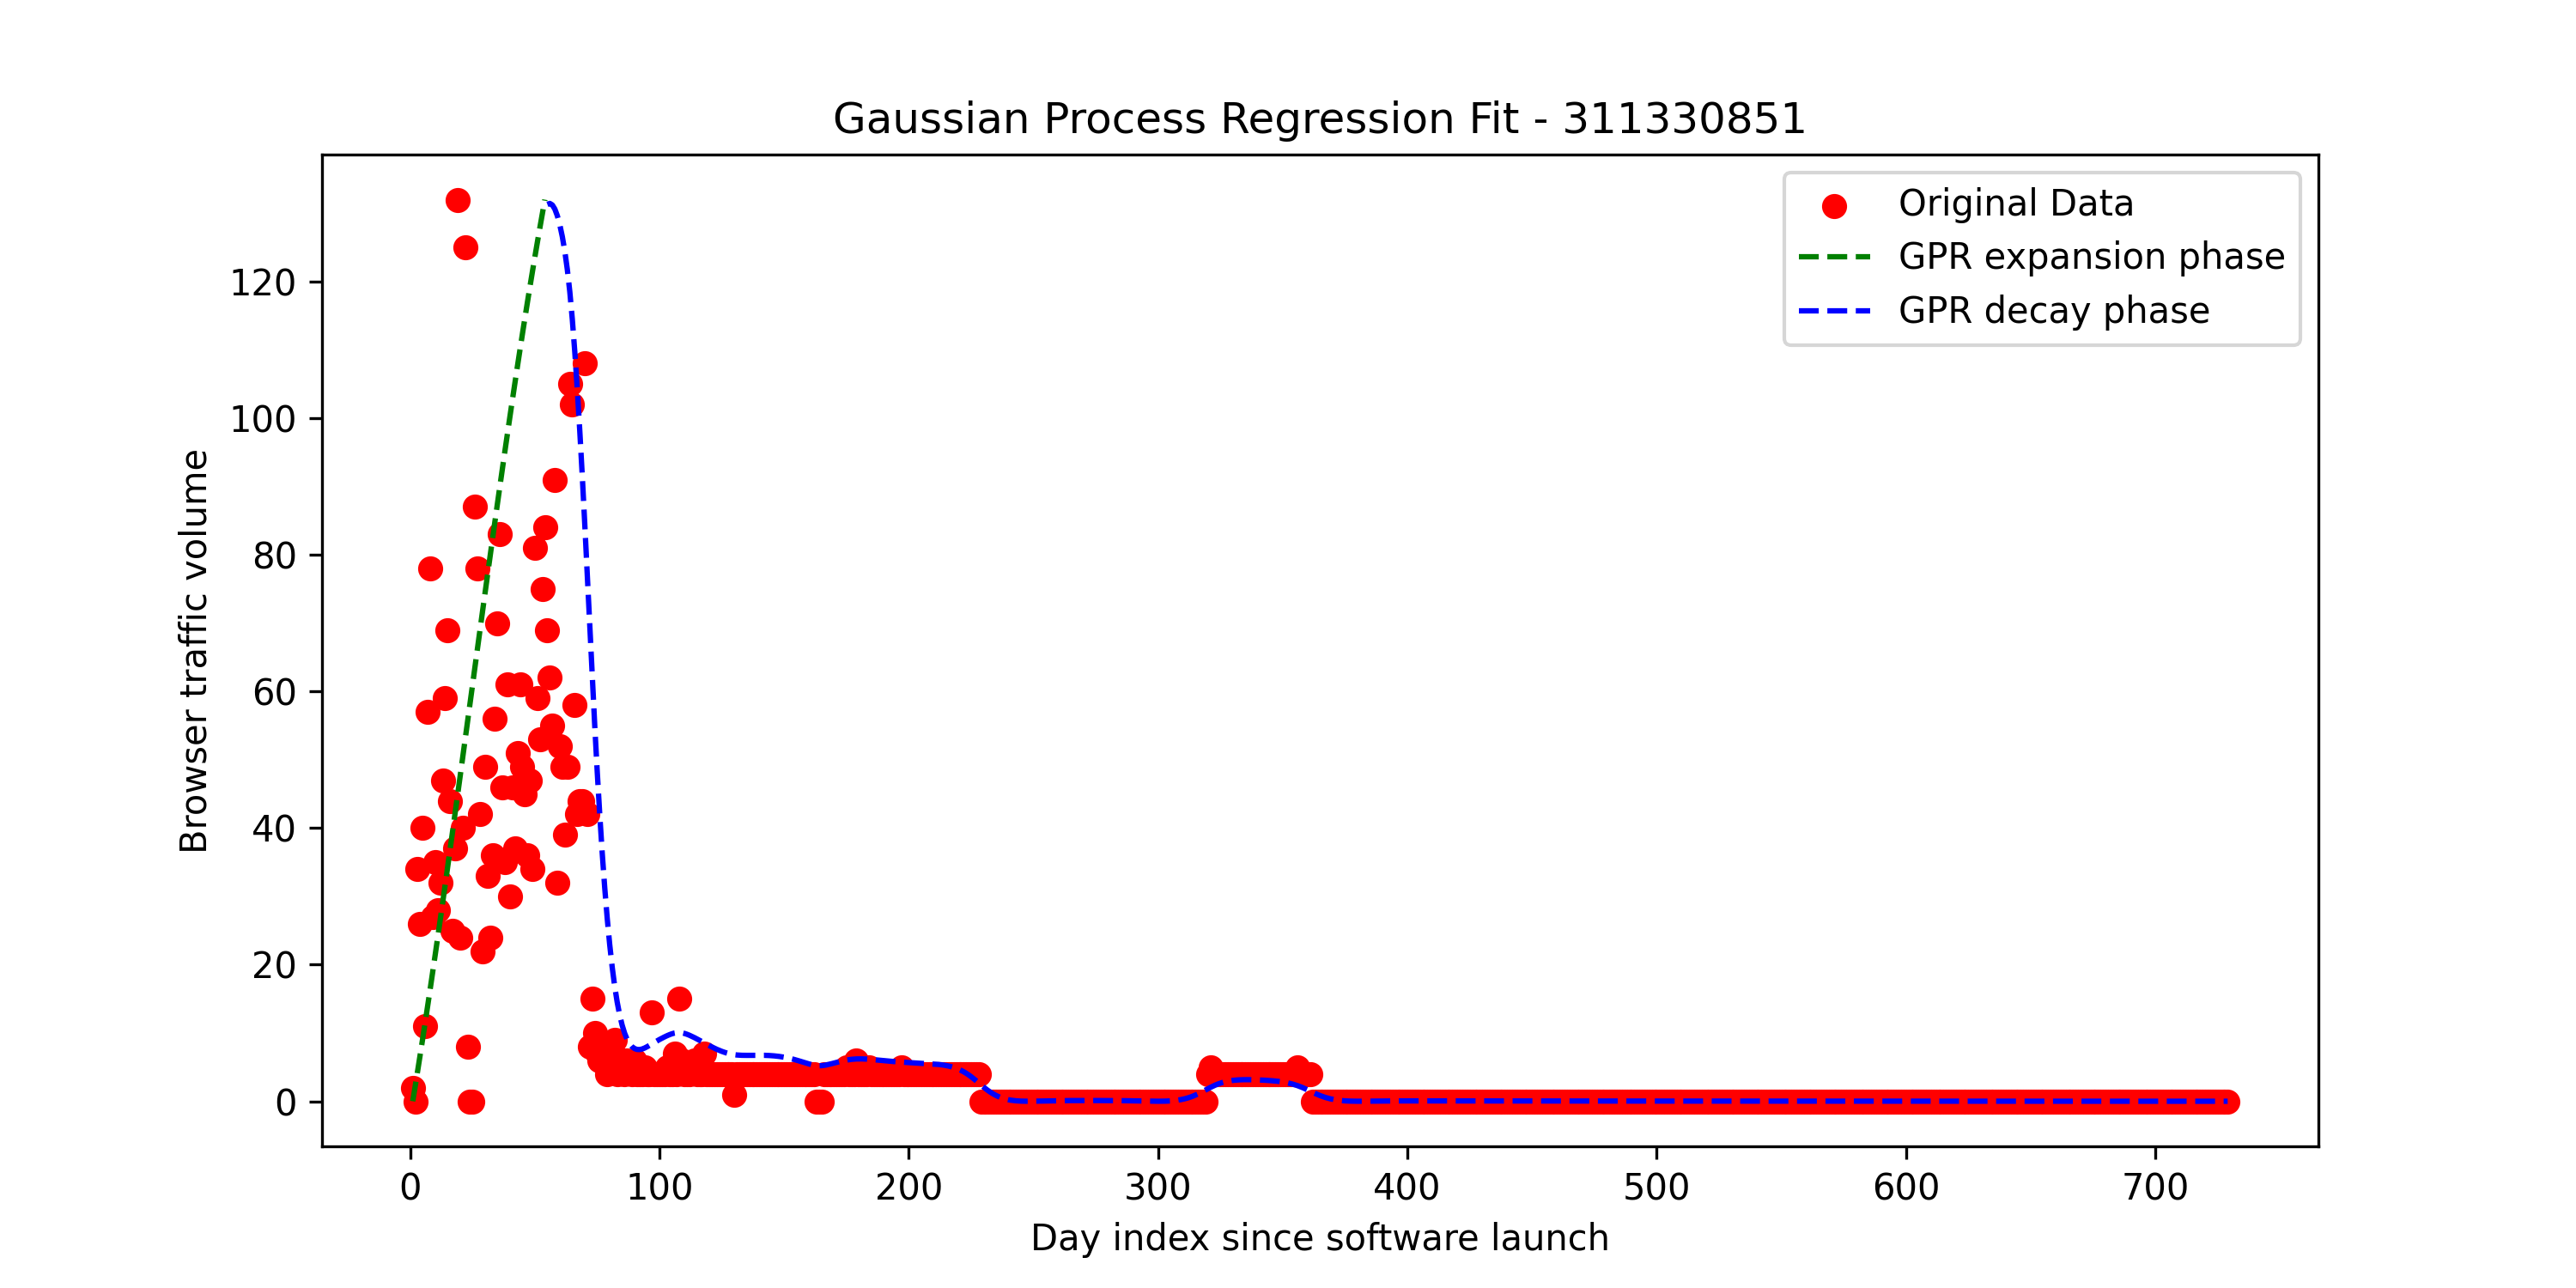 Gaussian Process Regression Fit - 311330851
Original Data
GPR expansion phase
GPR decay phase
Browser traffic volume
120
100
80
60
40
20
0
0 100 200 300 400 500 600 700
Day index since software launch